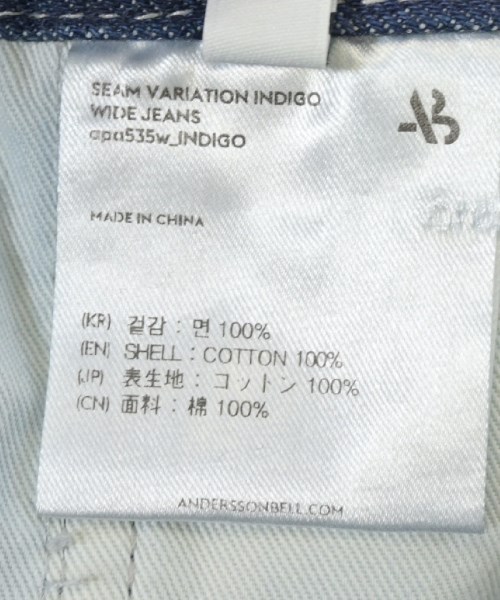 SEAM VARIATION INDIGO
WIDE JEANS
apa535w_INDIGO
AB
MADE IN CHINA
(KR) 겉감 : 면 100%
(EN) SHELL : COTTON 100%
(JP) 表生地 : コットン 100%
(CN) 面料 : 棉 100%
ANDERSSONBELL.COM